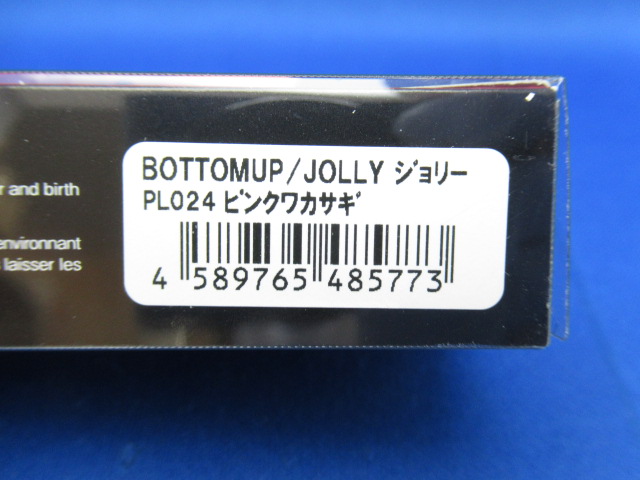 r and birth
environnant
laisser les
BOTTOMUP/JOLLY ジョリー
PL024 ピンクワカサギ
4 589765 485773